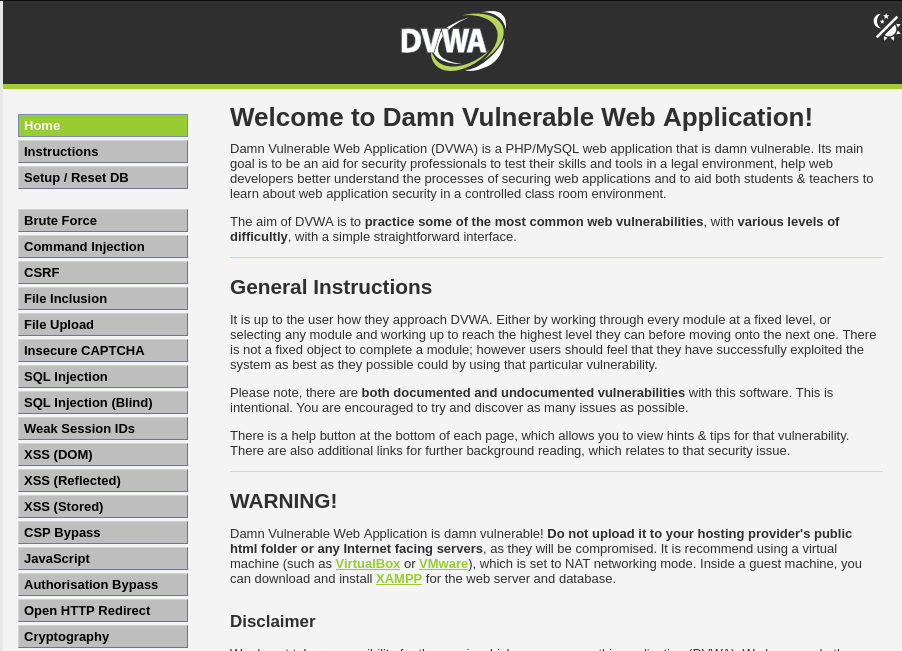 DVWA
Home
Instructions
Setup / Reset DB
Brute Force
Command Injection
CSRF
File Inclusion
File Upload
Insecure CAPTCHA
SQL Injection
SQL Injection (Blind)
Weak Session IDs
XSS (DOM)
XSS (Reflected)
XSS (Stored)
CSP Bypass
JavaScript
Authorisation Bypass
Open HTTP Redirect
Cryptography
Welcome to Damn Vulnerable Web Application!
Damn Vulnerable Web Application (DVWA) is a PHP/MySQL web application that is damn vulnerable. Its main
goal is to be an aid for security professionals to test their skills and tools in a legal environment, help web
developers better understand the processes of securing web applications and to aid both students & teachers to
learn about web application security in a controlled class room environment.
The aim of DVWA is to practice some of the most common web vulnerabilities, with various levels of
difficultly, with a simple straightforward interface.
General Instructions
It is up to the user how they approach DVWA. Either by working through every module at a fixed level, or
selecting any module and working up to reach the highest level they can before moving onto the next one. There
is not a fixed object to complete a module; however users should feel that they have successfully exploited the
system as best as they possible could by using that particular vulnerability.
Please note, there are both documented and undocumented vulnerabilities with this software. This is
intentional. You are encouraged to try and discover as many issues as possible.
There is a help button at the bottom of each page, which allows you to view hints & tips for that vulnerability.
There are also additional links for further background reading, which relates to that security issue.
WARNING!
Damn Vulnerable Web Application is damn vulnerable! Do not upload it to your hosting provider's public
html folder or any Internet facing servers, as they will be compromised. It is recommend using a virtual
machine (such as VirtualBox or VMware), which is set to NAT networking mode. Inside a guest machine, you
can download and install XAMPP for the web server and database.
Disclaimer